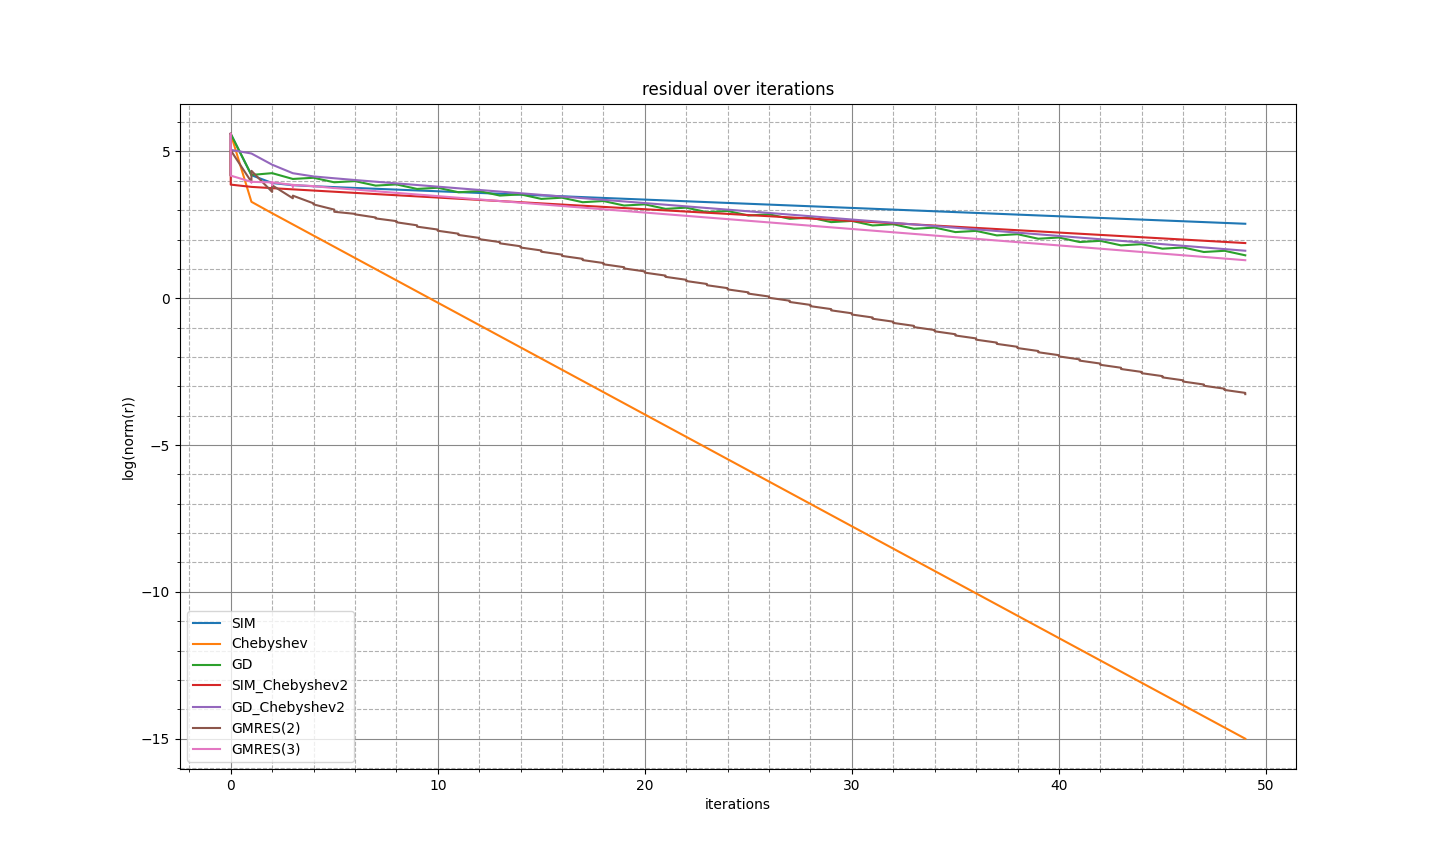 residual over iterations
log(norm(r))
5
0
−5
−10
−15
SIM
Chebyshev
GD
SIM_Chebyshev2
GD_Chebyshev2
GMRES(2)
GMRES(3)
0 10 20 30 40 50
iterations